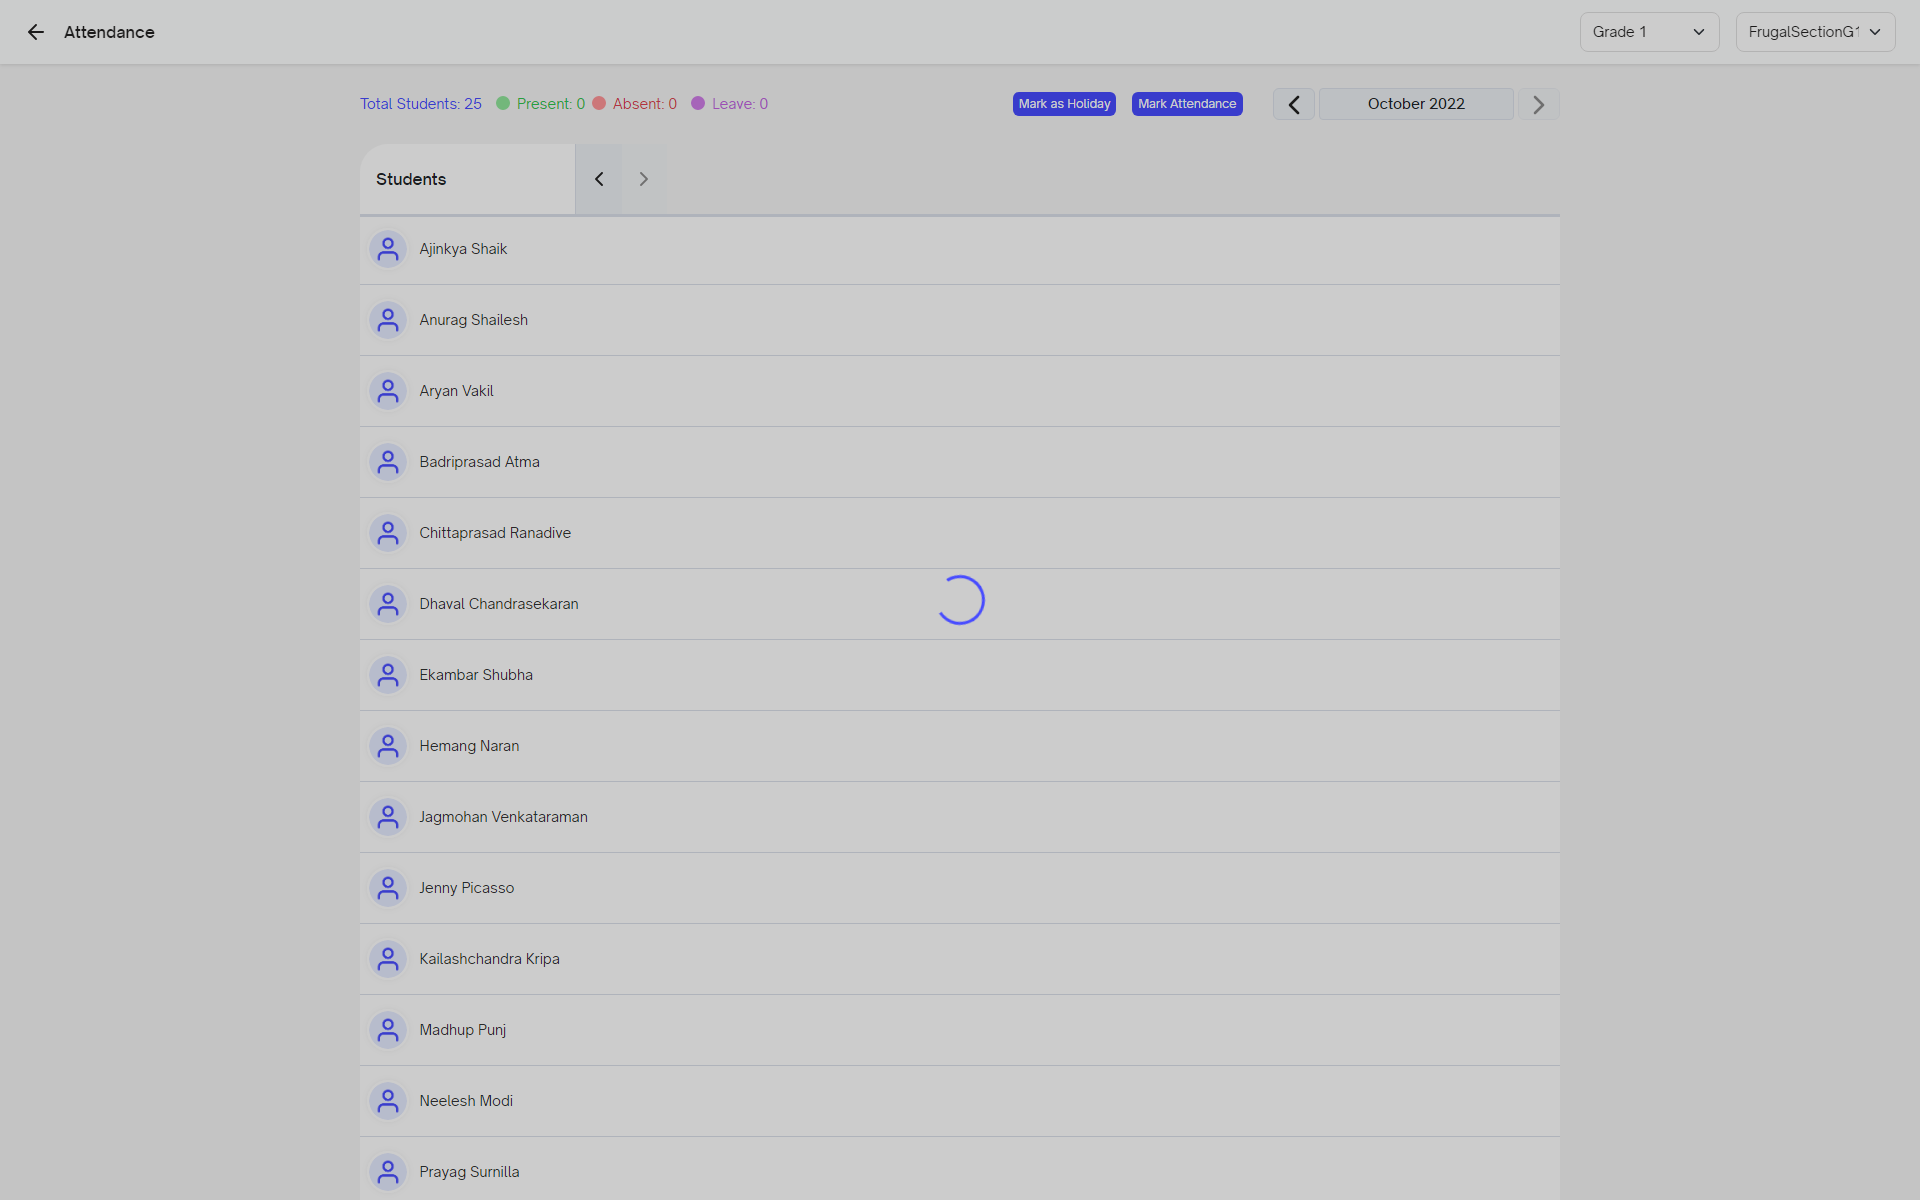 Attendance
Grade 1
FrugalSectionG1
Total Students: 25
Present: 0
Absent: 0
Leave: 0
Mark as Holiday
Mark Attendance
October 2022
Students
Ajinkya Shaik
Anurag Shailesh
Aryan Vakil
Badriprasad Atma
Chittaprasad Ranadive
Dhaval Chandrasekaran
Ekambar Shubha
Hemang Naran
Jagmohan Venkataraman
Jenny Picasso
Kailashchandra Kripa
Madhup Punj
Neelesh Modi
Prayag Surnilla